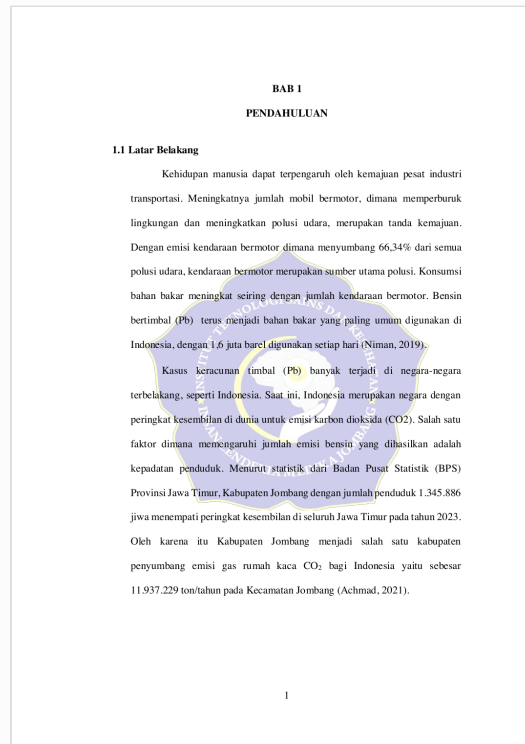 BAB 1
PENDAHULUAN
1.1 Latar Belakang
Kehidupan manusia dapat terpengaruh oleh kemajuan pesat industri
transportasi. Meningkatnya jumlah mobil bermotor, dimana memperburuk
lingkungan dan meningkatkan polusi udara, merupakan tanda kemajuan.
Dengan emisi kendaraan bermotor dimana menyumbang 66,34% dari semua
polusi udara, kendaraan bermotor merupakan sumber utama polusi. Konsumsi
bahan bakar meningkat seiring dengan jumlah kendaraan bermotor. Bensin
bertimbal (Pb) terus menjadi bahan bakar yang paling umum digunakan di
Indonesia, dengan 1,6 juta barel digunakan setiap hari (Niman, 2019).
Kasus keracunan timbal (Pb) banyak terjadi di negara-negara
terbelakang, seperti Indonesia. Saat ini, Indonesia merupakan negara dengan
peringkat kesembilan di dunia untuk emisi karbon dioksida (CO2). Salah satu
faktor dimana memengaruhi jumlah emisi bensin yang dihasilkan adalah
kepadatan penduduk. Menurut statistik dari Badan Pusat Statistik (BPS)
Provinsi Jawa Timur, Kabupaten Jombang dengan jumlah penduduk 1.345.886
jiwa menempati peringkat kesembilan di seluruh Jawa Timur pada tahun 2023.
Oleh karena itu Kabupaten Jombang menjadi salah satu kabupaten
penyumbang emisi gas rumah kaca CO₂ bagi Indonesia yaitu sebesar
11.937.229 ton/tahun pada Kecamatan Jombang (Achmad, 2021).
1